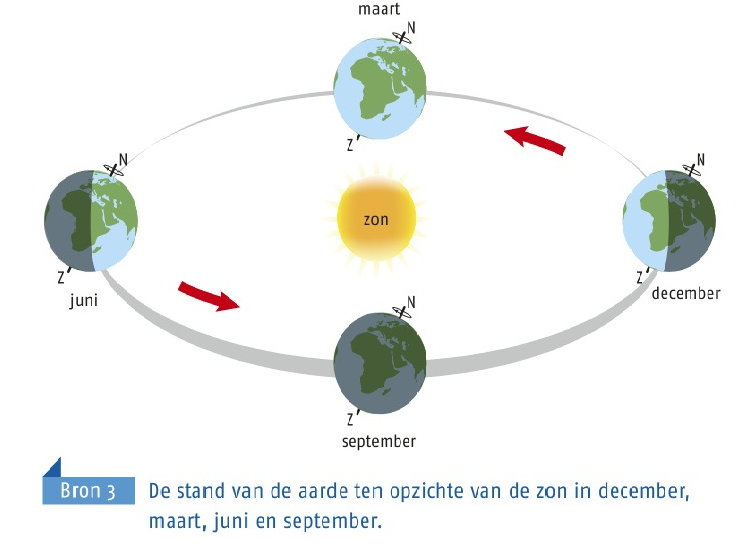 maart
N
Z
N
Z
juni
zon
N
Z
december
N
Z
september
Bron 3
De stand van de aarde ten opzichte van de zon in december,
maart, juni en september.